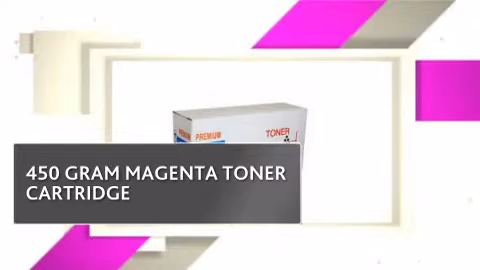 PREMIUM
TONER
450 GRAM MAGENTA TONER
CARTRIDGE